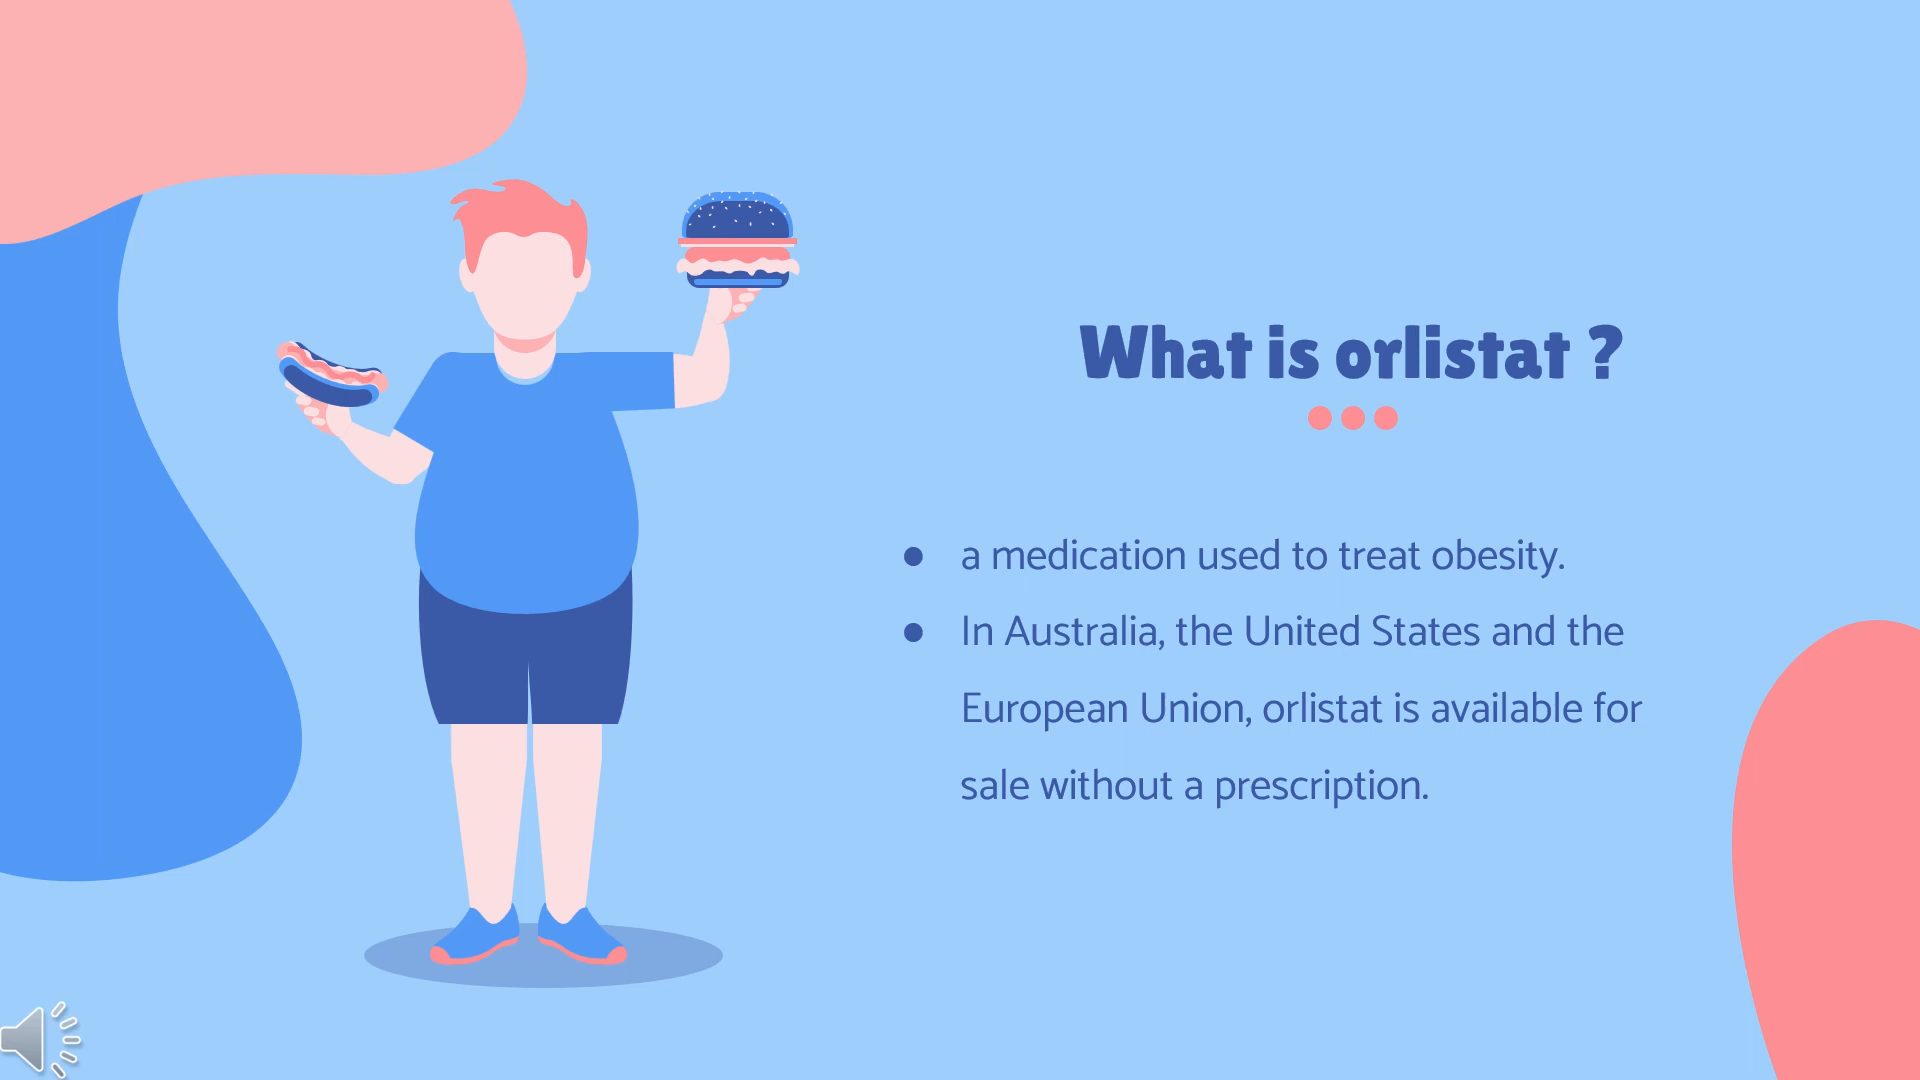 What is orlistat ?
● a medication used to treat obesity.
● In Australia, the United States and the
European Union, orlistat is available for
sale without a prescription.